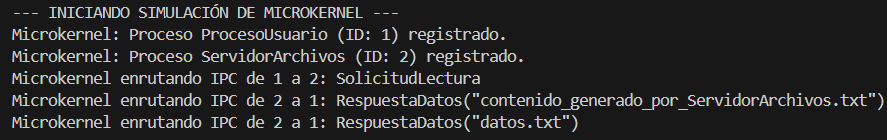 --- INICIANDO SIMULACIÓN DE MICROKERNEL ---
Microkernel: Proceso ProcesoUsuario (ID: 1) registrado.
Microkernel: Proceso ServidorArchivos (ID: 2) registrado.
Microkernel enrutando IPC de 1 a 2: SolicitudLectura
Microkernel enrutando IPC de 2 a 1: RespuestaDatos("contenido_generado_por_ServidorArchivos.txt")
Microkernel enrutando IPC de 2 a 1: RespuestaDatos("datos.txt")